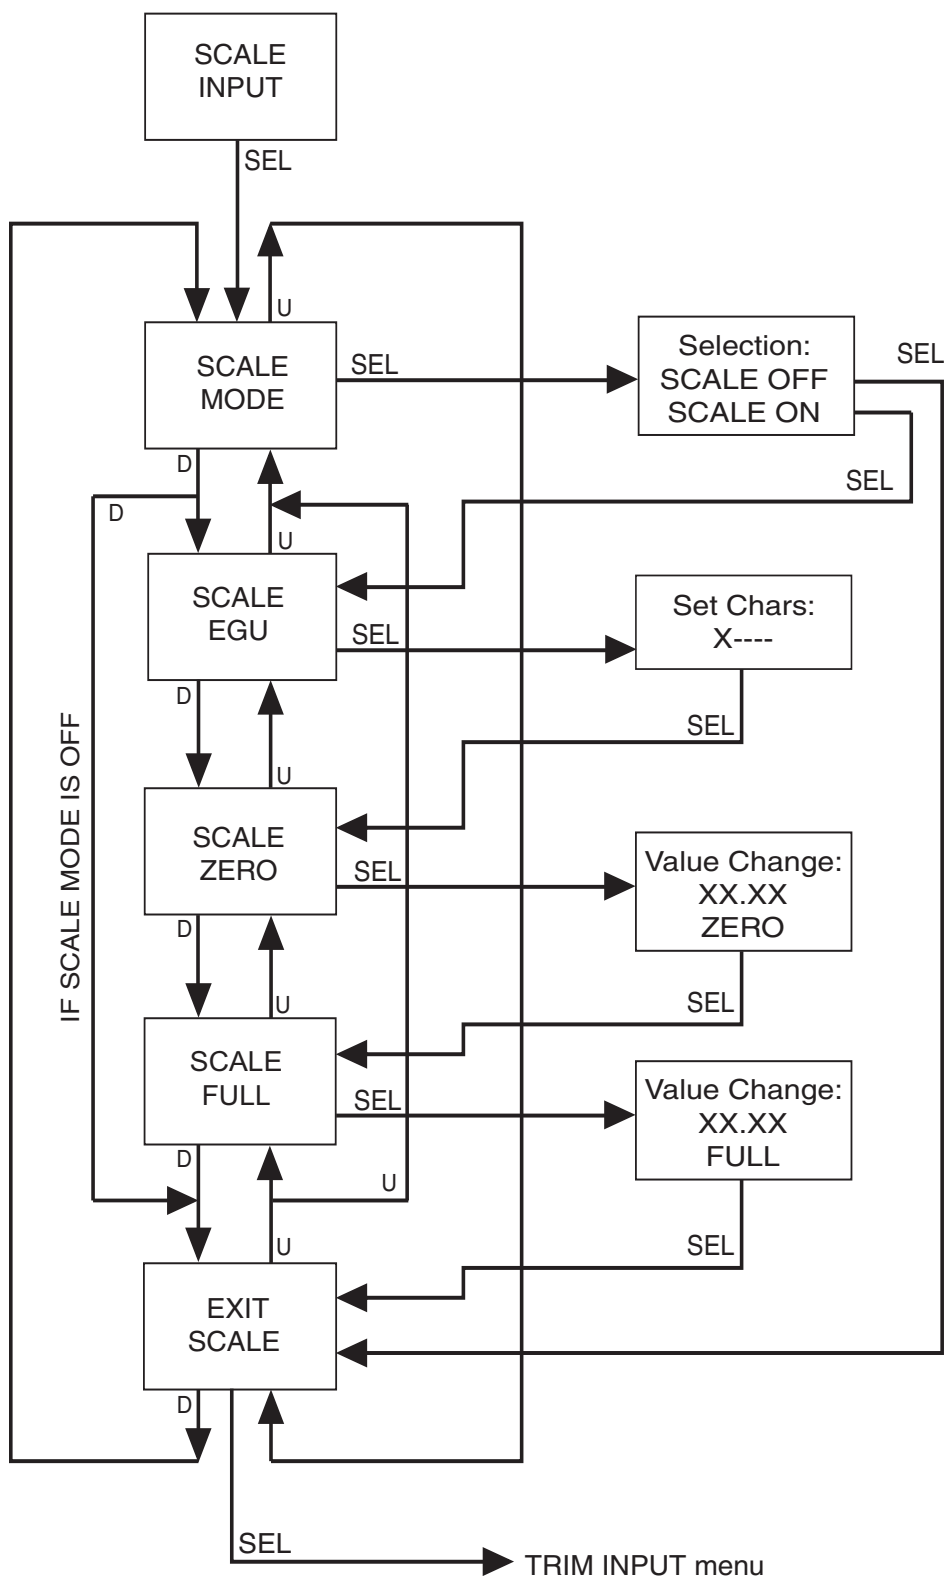 SCALE
INPUT
SEL
U
SCALE
MODE
SEL
Selection:
SCALE OFF
SCALE ON
SEL
SEL
D
D
U
SCALE
EGU
SEL
Set Chars:
X----
SEL
D
U
IF SCALE MODE IS OFF
SCALE
ZERO
SEL
Value Change:
XX.XX
ZERO
SEL
D
U
SCALE
FULL
SEL
Value Change:
XX.XX
FULL
SEL
D
U
U
EXIT
SCALE
D
SEL
TRIM INPUT menu